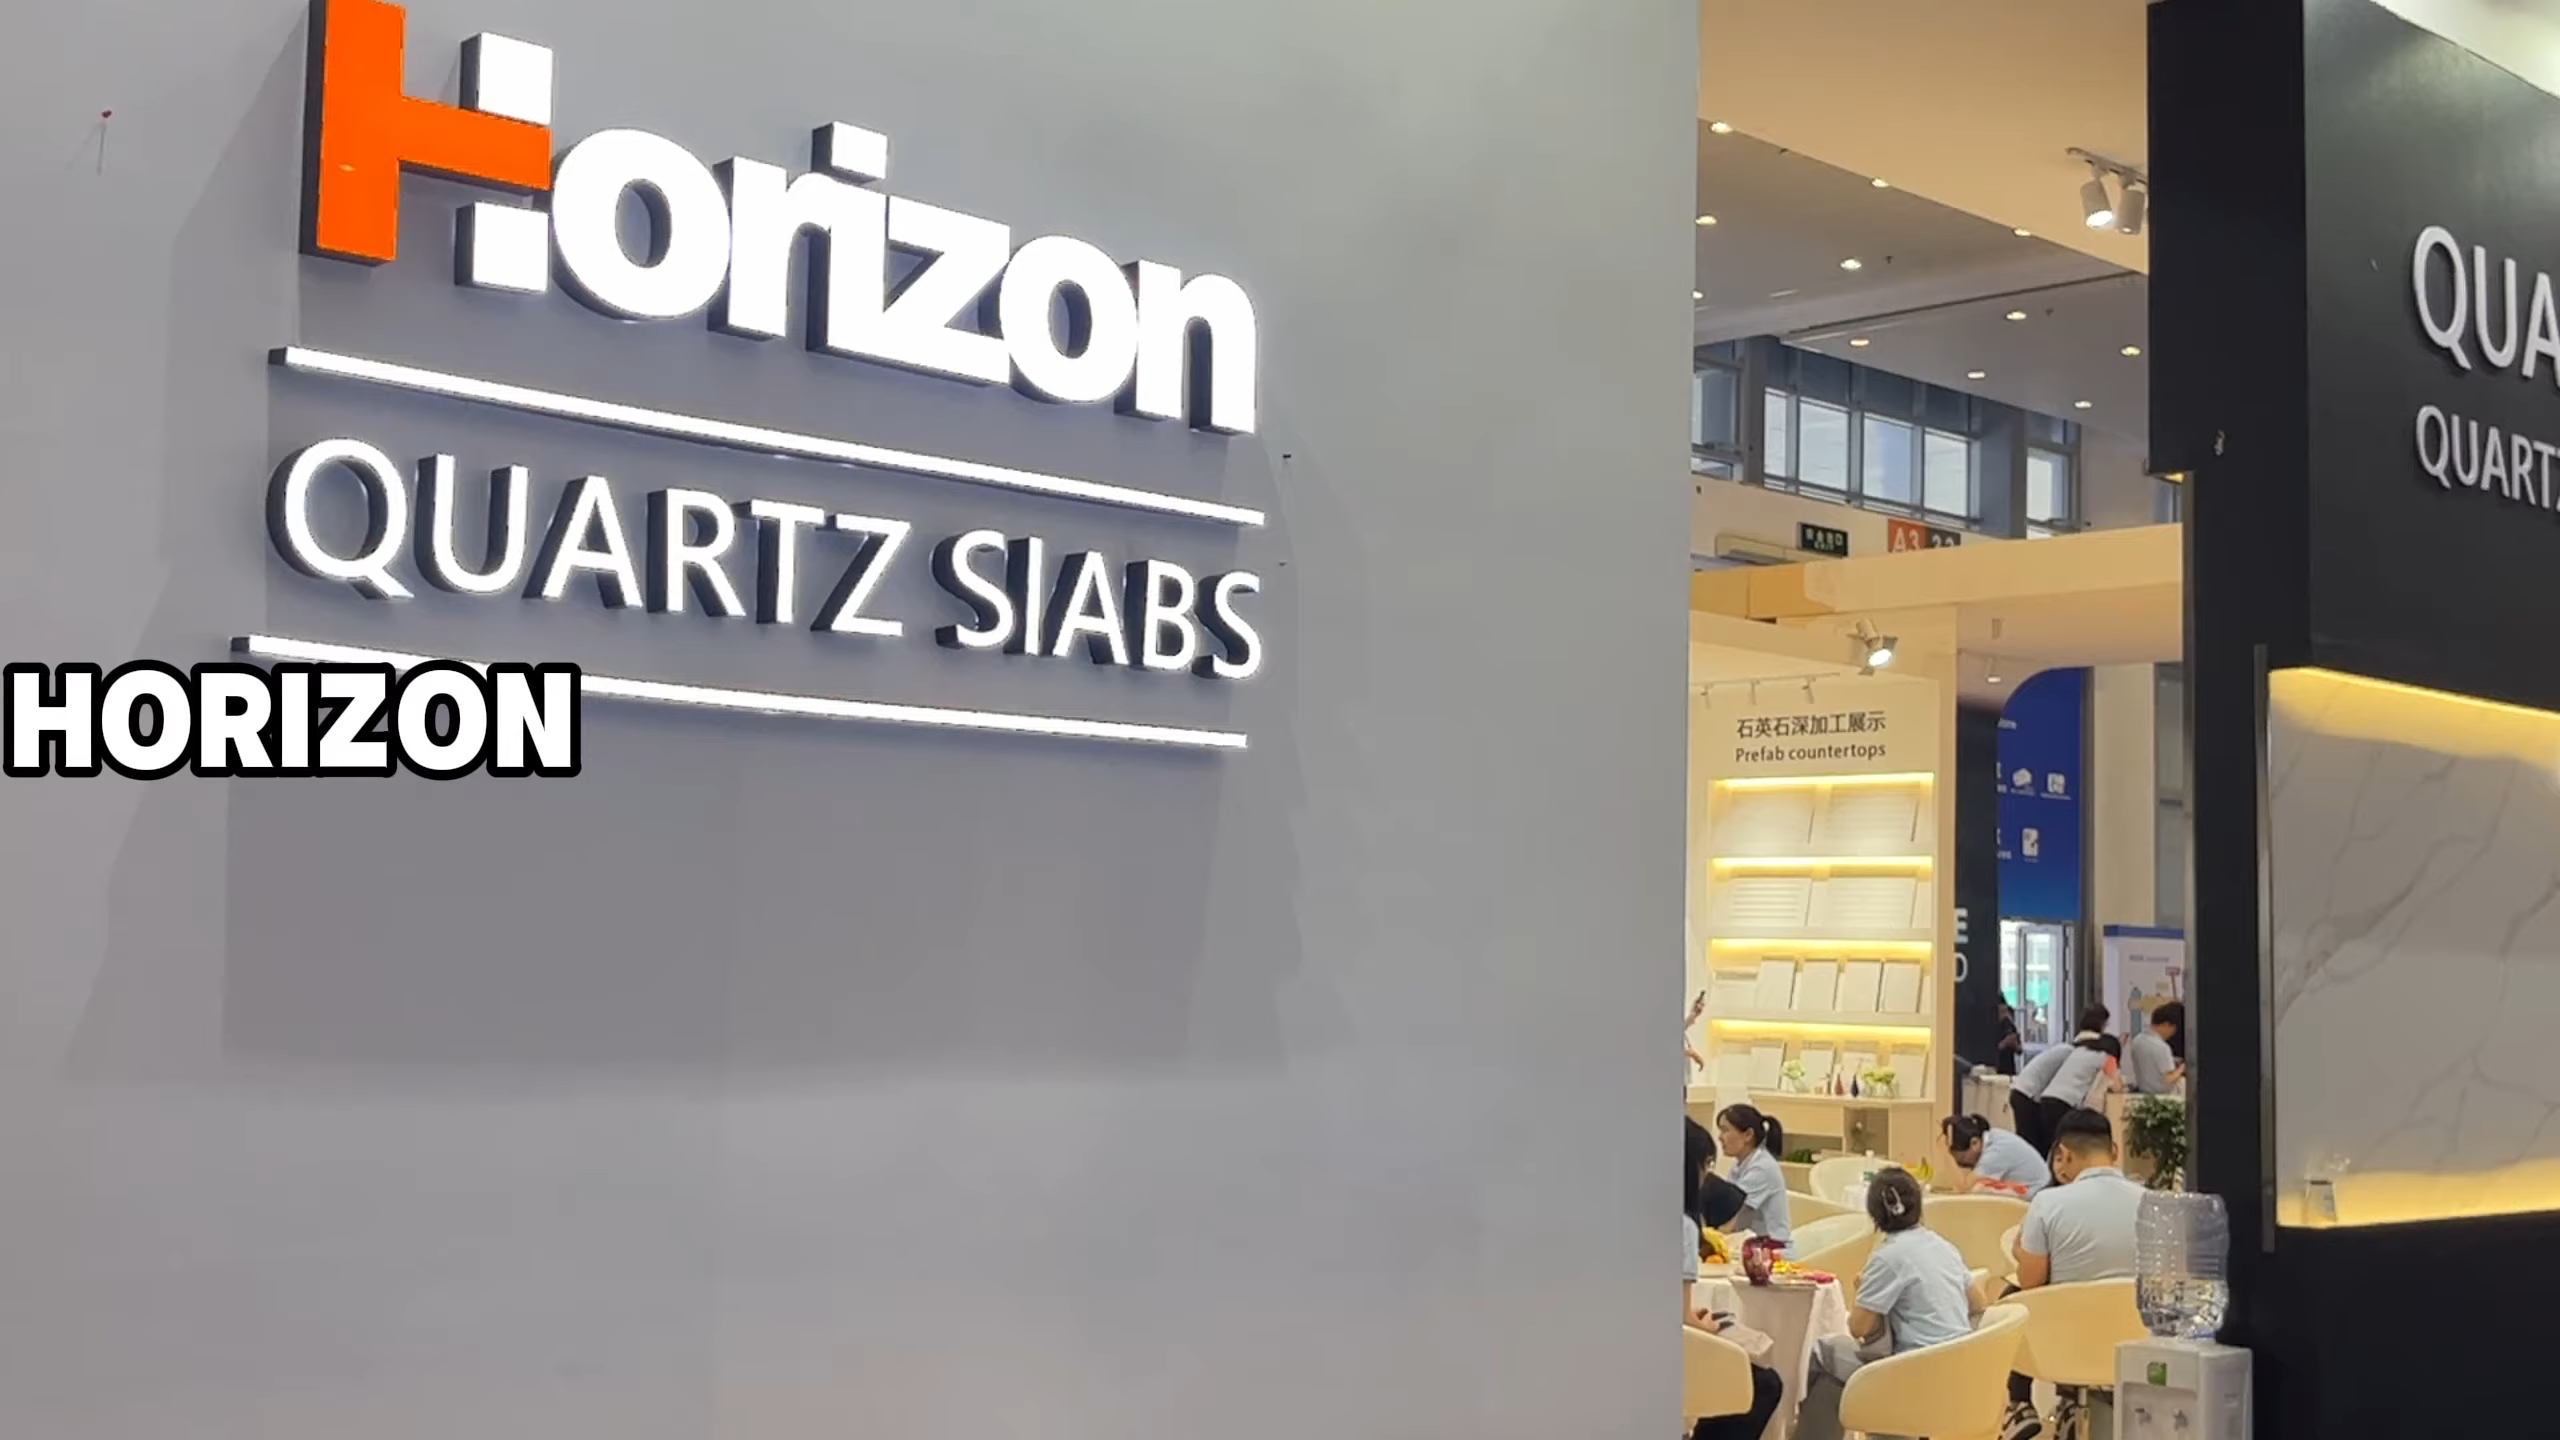 Horizon
QUARTZ SIABS
HORIZON
QUA
QUARTZ
A3
石英石深加工展示
Prefab countertops